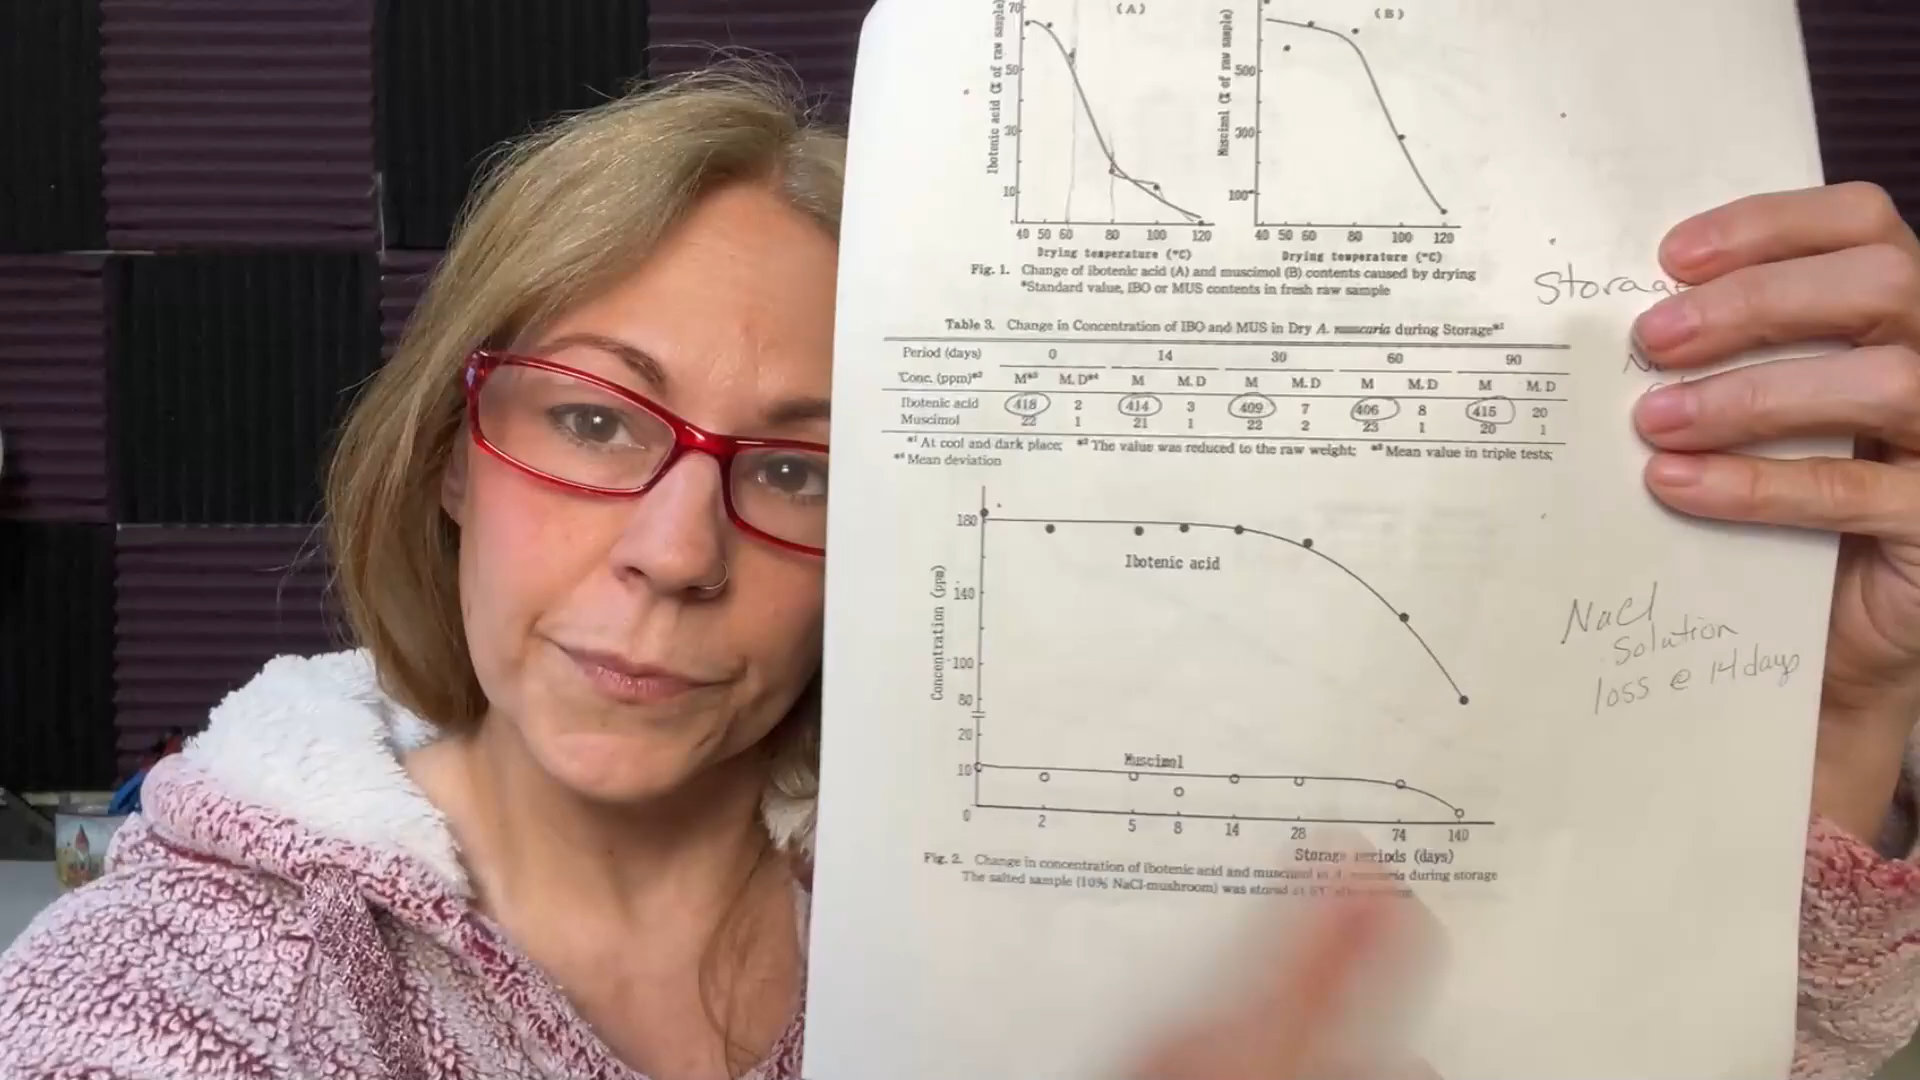 (A)
(B)
Ibotenic acid (% of raw sample)
70
50
30
10
40 50 60 80 100 120
Drying temperature (°C)
Muscimol (% of raw sample)
500
300
100*
40 50 60 80 100 120
Drying temperature (°C)
Fig. 1. Change of ibotenic acid (A) and muscimol (B) contents caused by drying
*Standard value, IBO or MUS contents in fresh raw sample
Storage
Table 3. Change in Concentration of IBO and MUS in Dry A. muscaria during Storage*1
Period (days) 0 14 30 60 90
Conc. (ppm)*2 M*3 M.D*4 M M.D M M.D M M.D M M.D
Ibotenic acid 418 2 414 3 409 7 406 8 415 20
Muscimol 22 1 21 1 22 2 23 1 20 1
*1 At cool and dark place; *2 The value was reduced to the raw weight; *3 Mean value in triple tests;
*4 Mean deviation
Concentration (ppm)
180
140
100
80
20
10
0
Ibotenic acid
Muscimol
2 5 8 14 28 74 140
Storage periods (days)
Fig. 2. Change in concentration of ibotenic acid and muscimol in A. muscaria during storage
The salted sample (10% NaCl-mushroom) was stored at
NaCl
Solution
loss @ 14 days